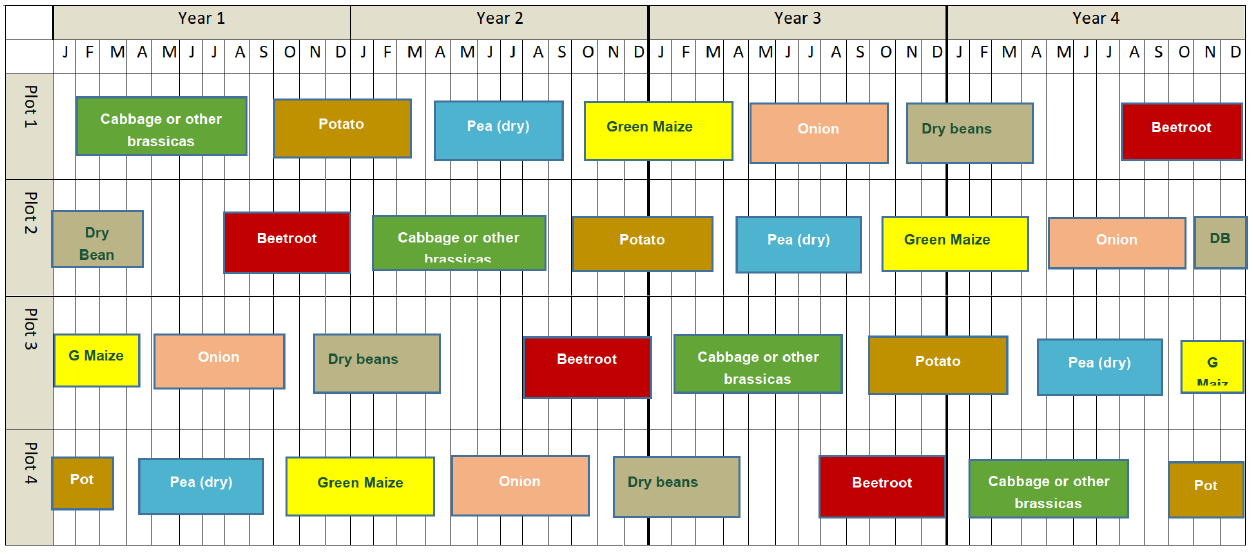 Year 1 Year 2 Year 3 Year 4
J F M A M J J A S O N D J F M A M J J A S O N D J F M A M J J A S O N D J F M A M J J A S O N D
Plot 1
Cabbage or other
brassicas
Potato
Pea (dry)
Green Maize
Onion
Dry beans
Beetroot
Plot 2
Dry
Bean
Beetroot
Cabbage or other
brassicas
Potato
Pea (dry)
Green Maize
Onion
DB
Plot 3
G Maize
Onion
Dry beans
Beetroot
Cabbage or other
brassicas
Potato
Pea (dry)
G
Maiz
Plot 4
Pot
Pea (dry)
Green Maize
Onion
Dry beans
Beetroot
Cabbage or other
brassicas
Pot